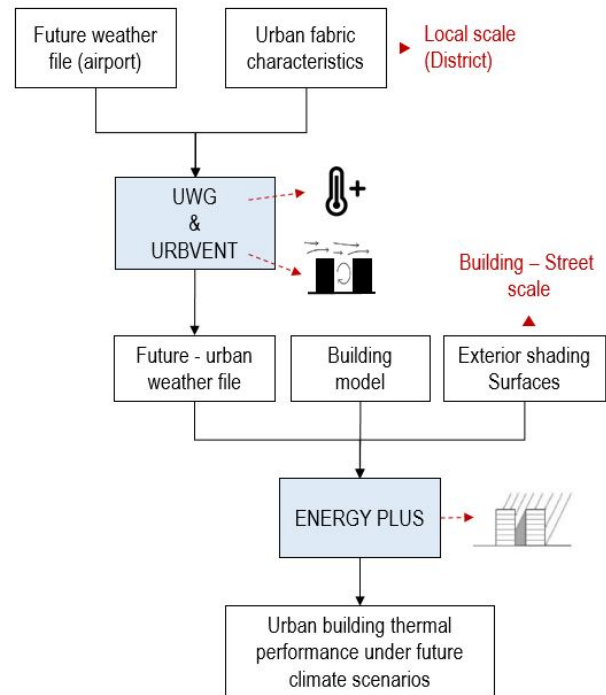 Future weather
file (airport)
Urban fabric
characteristics
Local scale
(District)
UWG
&
URBVENT
+
Building – Street
scale
Future - urban
weather file
Building
model
Exterior shading
Surfaces
ENERGY PLUS
Urban building thermal
performance under future
climate scenarios